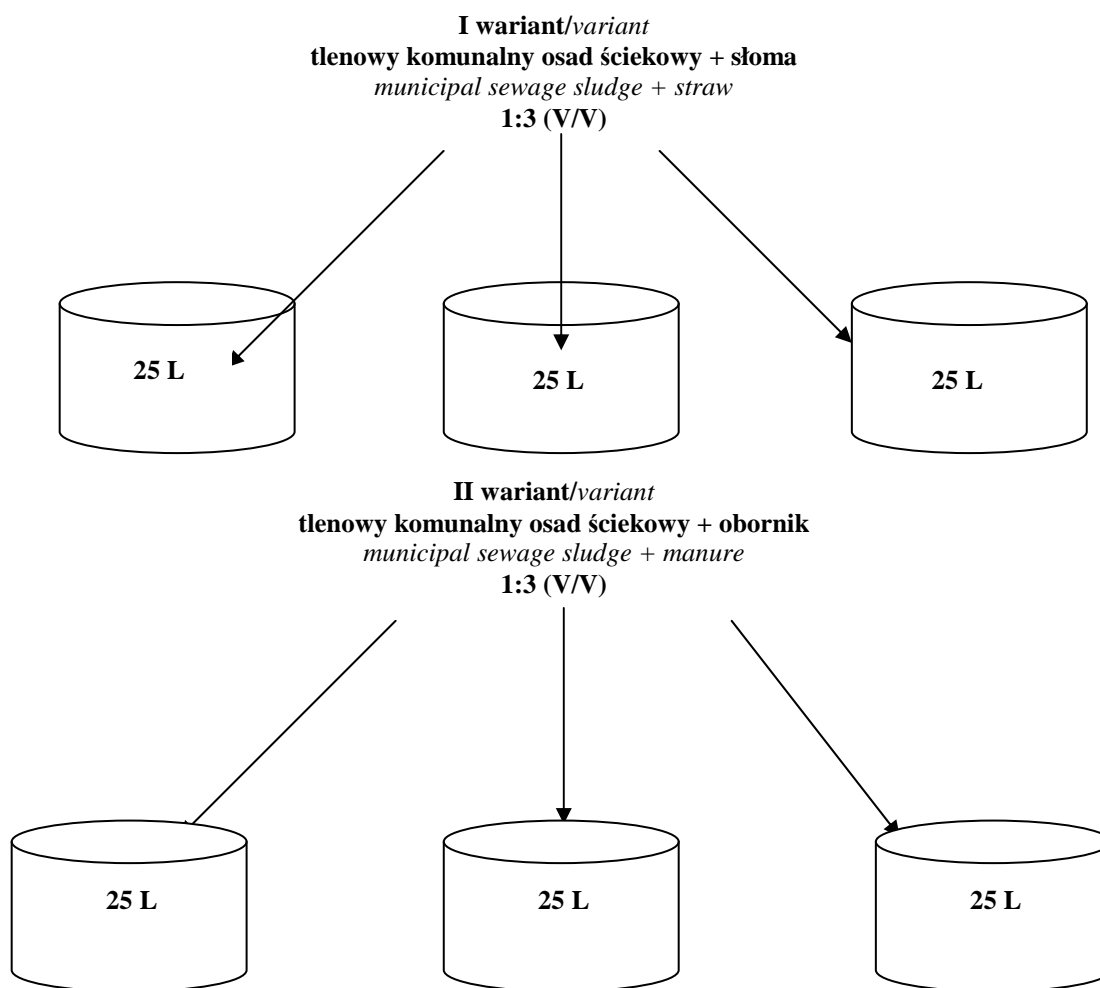 I wariant/variant
tlenowy komunalny osad ściekowy + słoma
municipal sewage sludge + straw
1:3 (V/V)
25 L
25 L
25 L
II wariant/variant
tlenowy komunalny osad ściekowy + obornik
municipal sewage sludge + manure
1:3 (V/V)
25 L
25 L
25 L